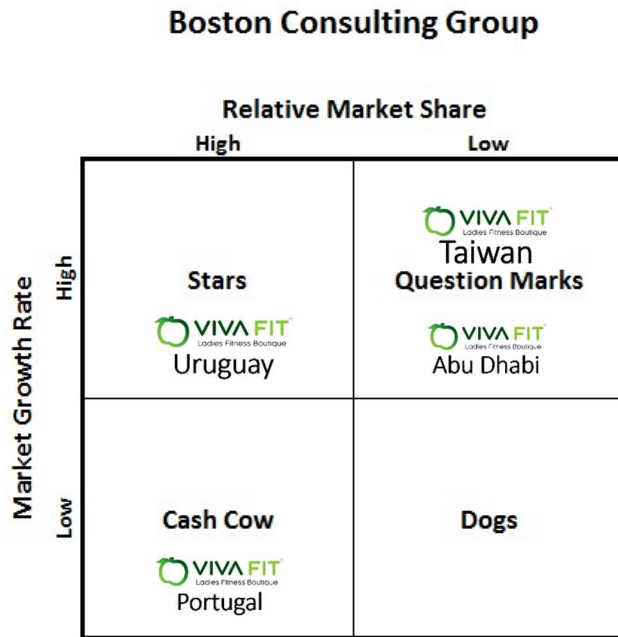 Boston Consulting Group
Relative Market Share
High Low
Market Growth Rate
High
VIVA FIT
Ladies Fitness Boutique
Taiwan
Stars Question Marks
VIVA FIT
Ladies Fitness Boutique
Uruguay
VIVA FIT
Ladies Fitness Boutique
Abu Dhabi
Low
Cash Cow Dogs
VIVA FIT
Ladies Fitness Boutique
Portugal